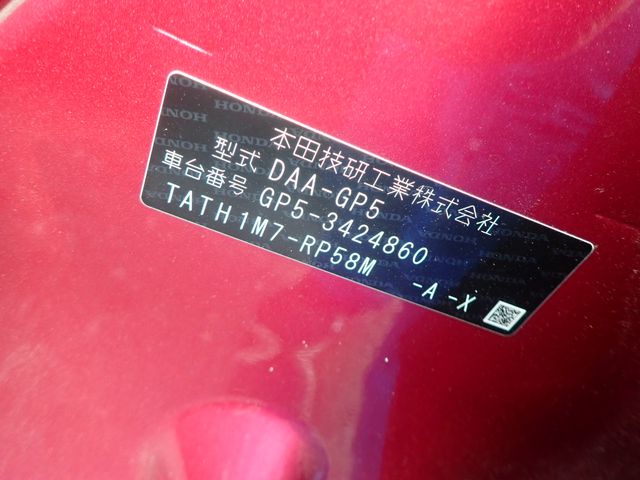 本田技研工業株式会社
型式 DAA-GP5
車台番号 GP5-3424860
TATH1M7-RP58M -A -X